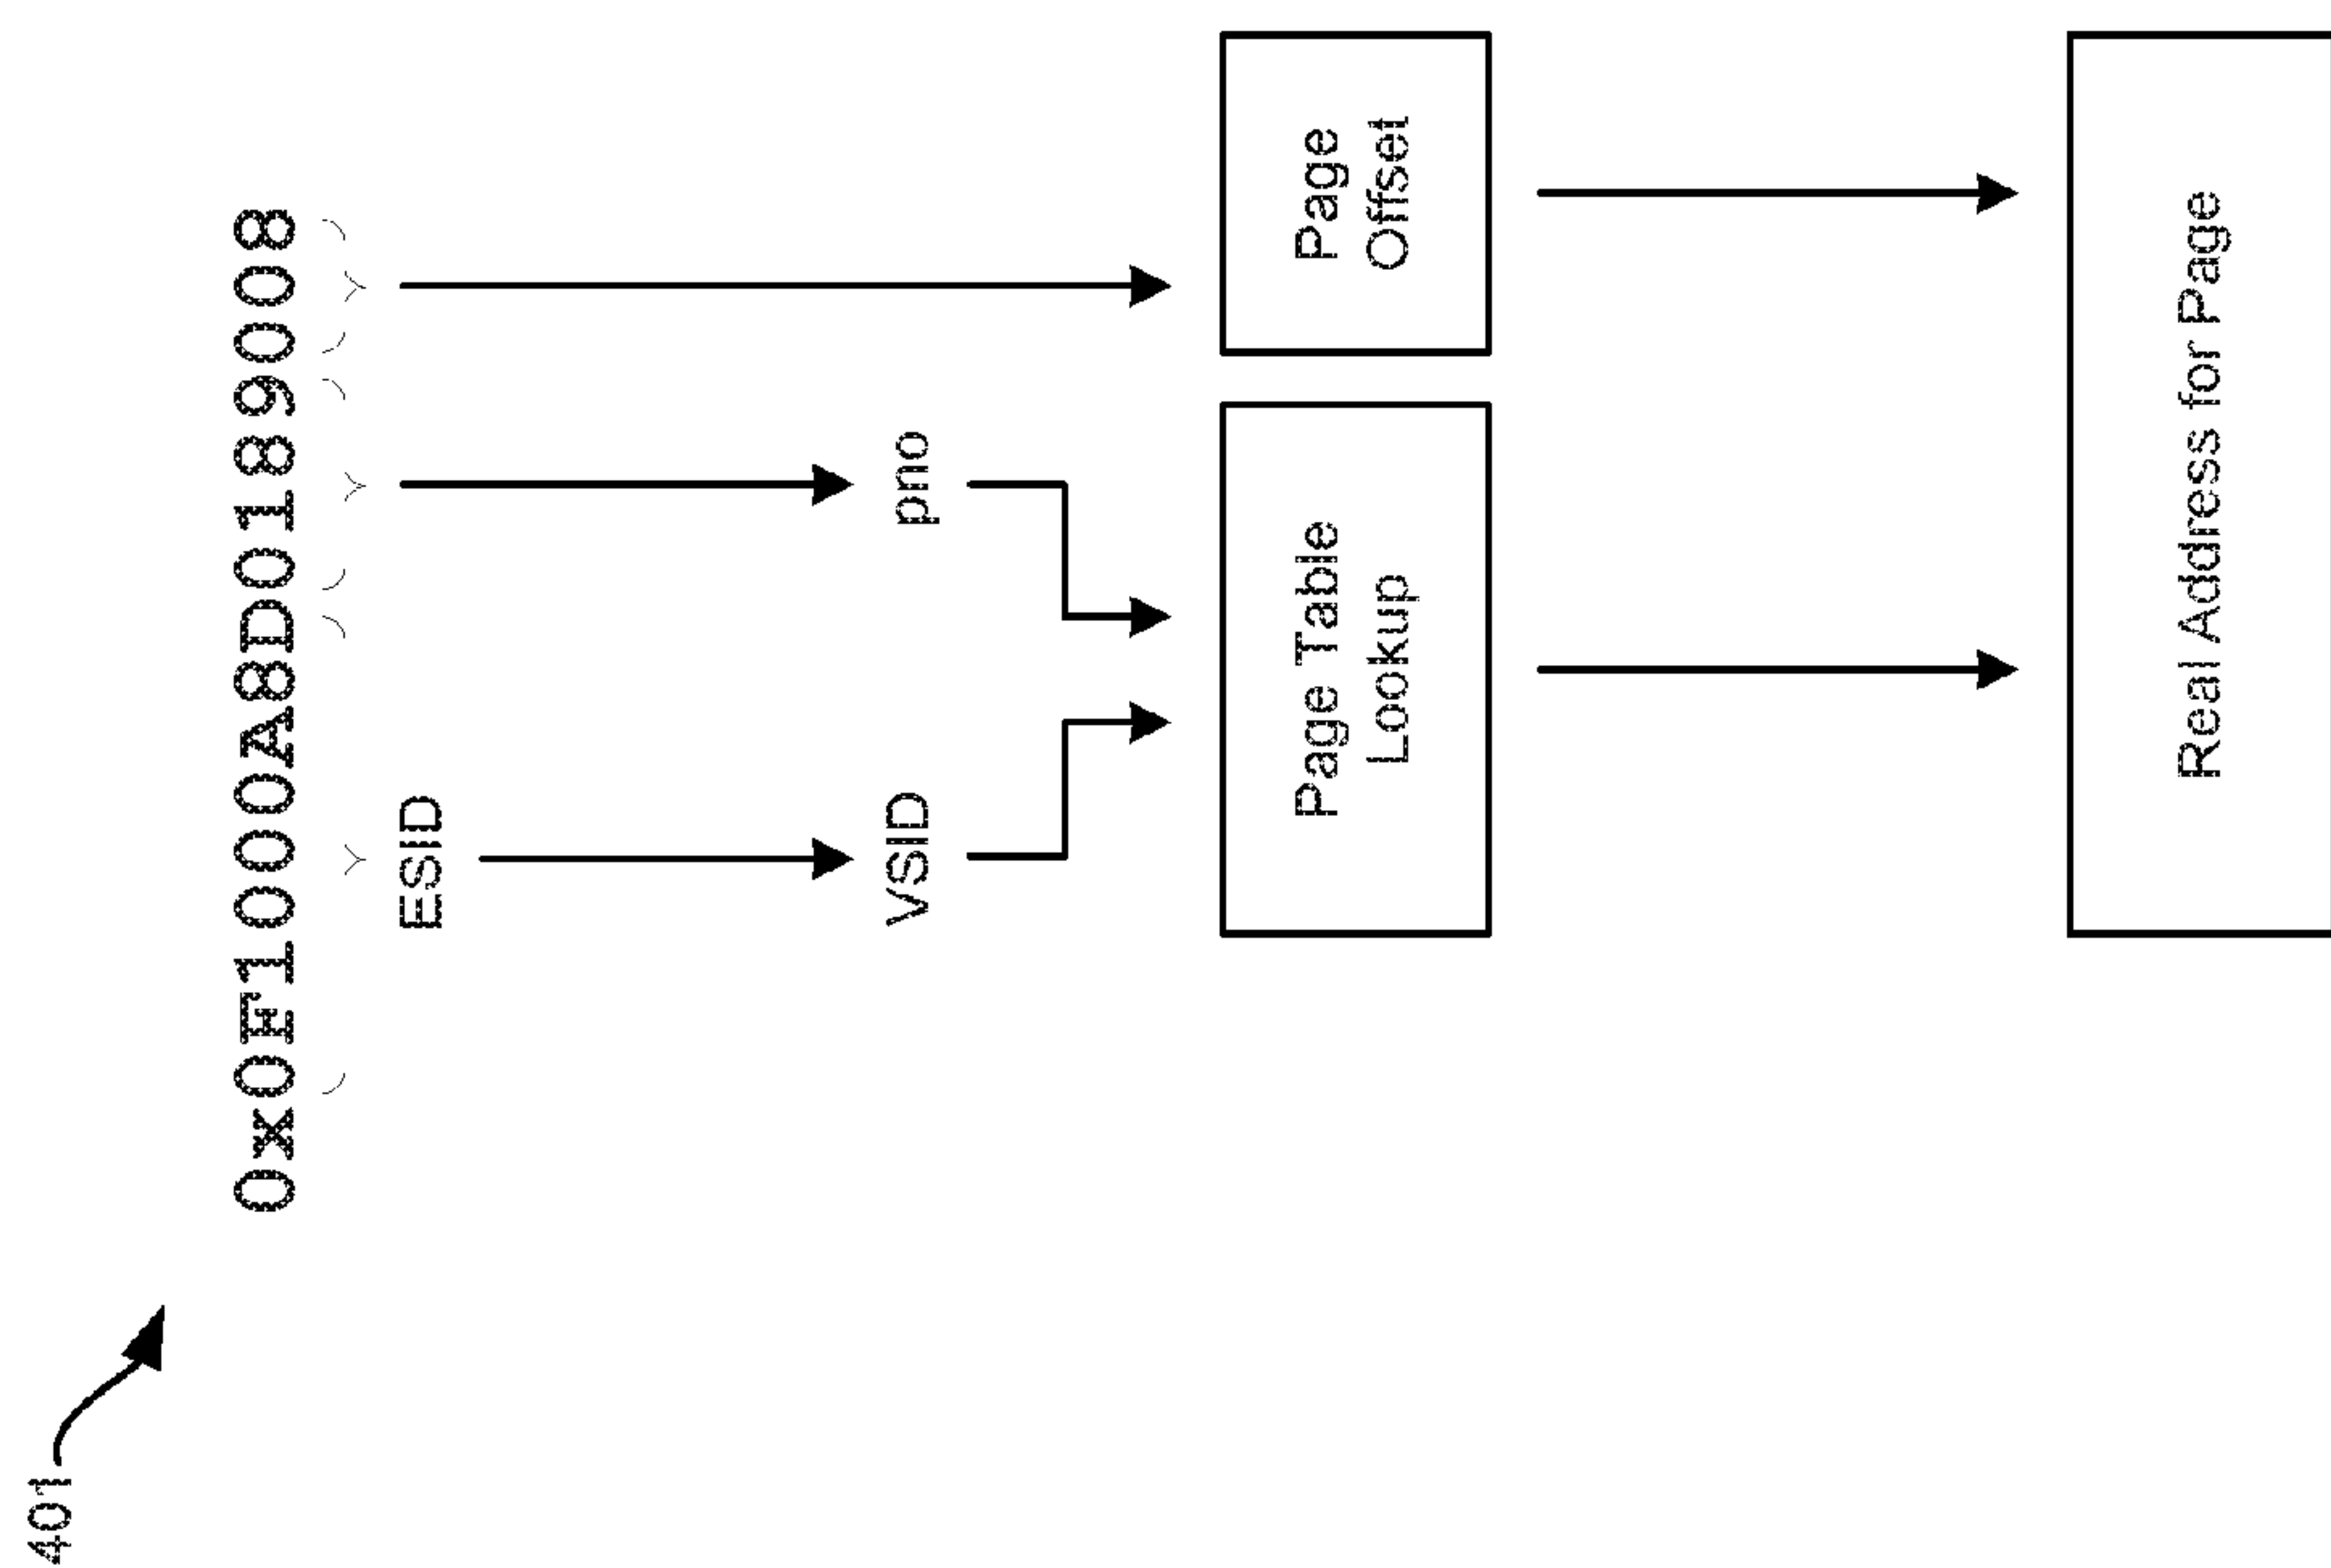 401
0x0F1000A8D0189008
ESID
VSID
pno
Page Table
Lookup
Page
Offset
Real Address for Page